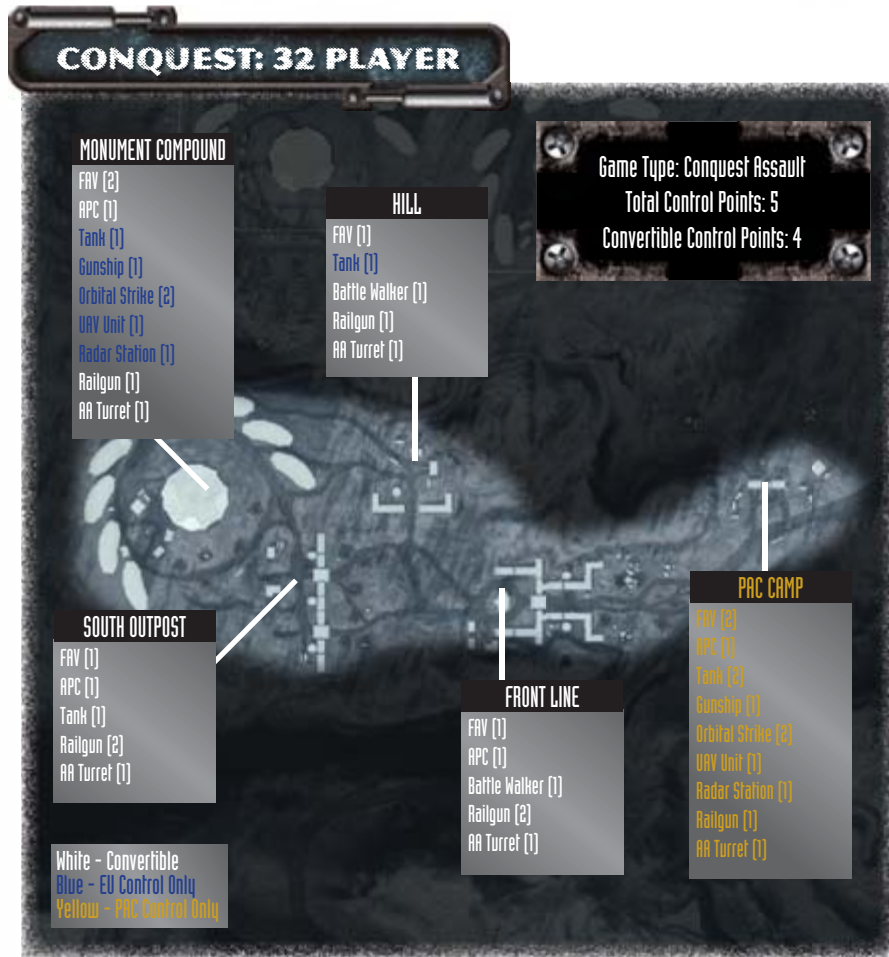 CONQUEST: 32 PLAYER
Game Type: Conquest Assault
Total Control Points: 5
Convertible Control Points: 4
MONUMENT COMPOUND
FAV (2)
APC (1)
Tank (1)
Gunship (1)
Orbital Strike (2)
UAV Unit (1)
Radar Station (1)
Railgun (1)
AA Turret (1)
HILL
FAV (1)
Tank (1)
Battle Walker (1)
Railgun (1)
AA Turret (1)
SOUTH OUTPOST
FAV (1)
APC (1)
Tank (1)
Railgun (2)
AA Turret (1)
FRONT LINE
FAV (1)
APC (1)
Battle Walker (1)
Railgun (2)
AA Turret (1)
PAC CAMP
FAV (2)
APC (1)
Tank (2)
Gunship (1)
Orbital Strike (2)
UAV Unit (1)
Radar Station (1)
Railgun (1)
AA Turret (1)
White - Convertible
Blue - EU Control Only
Yellow - PAC Control Only